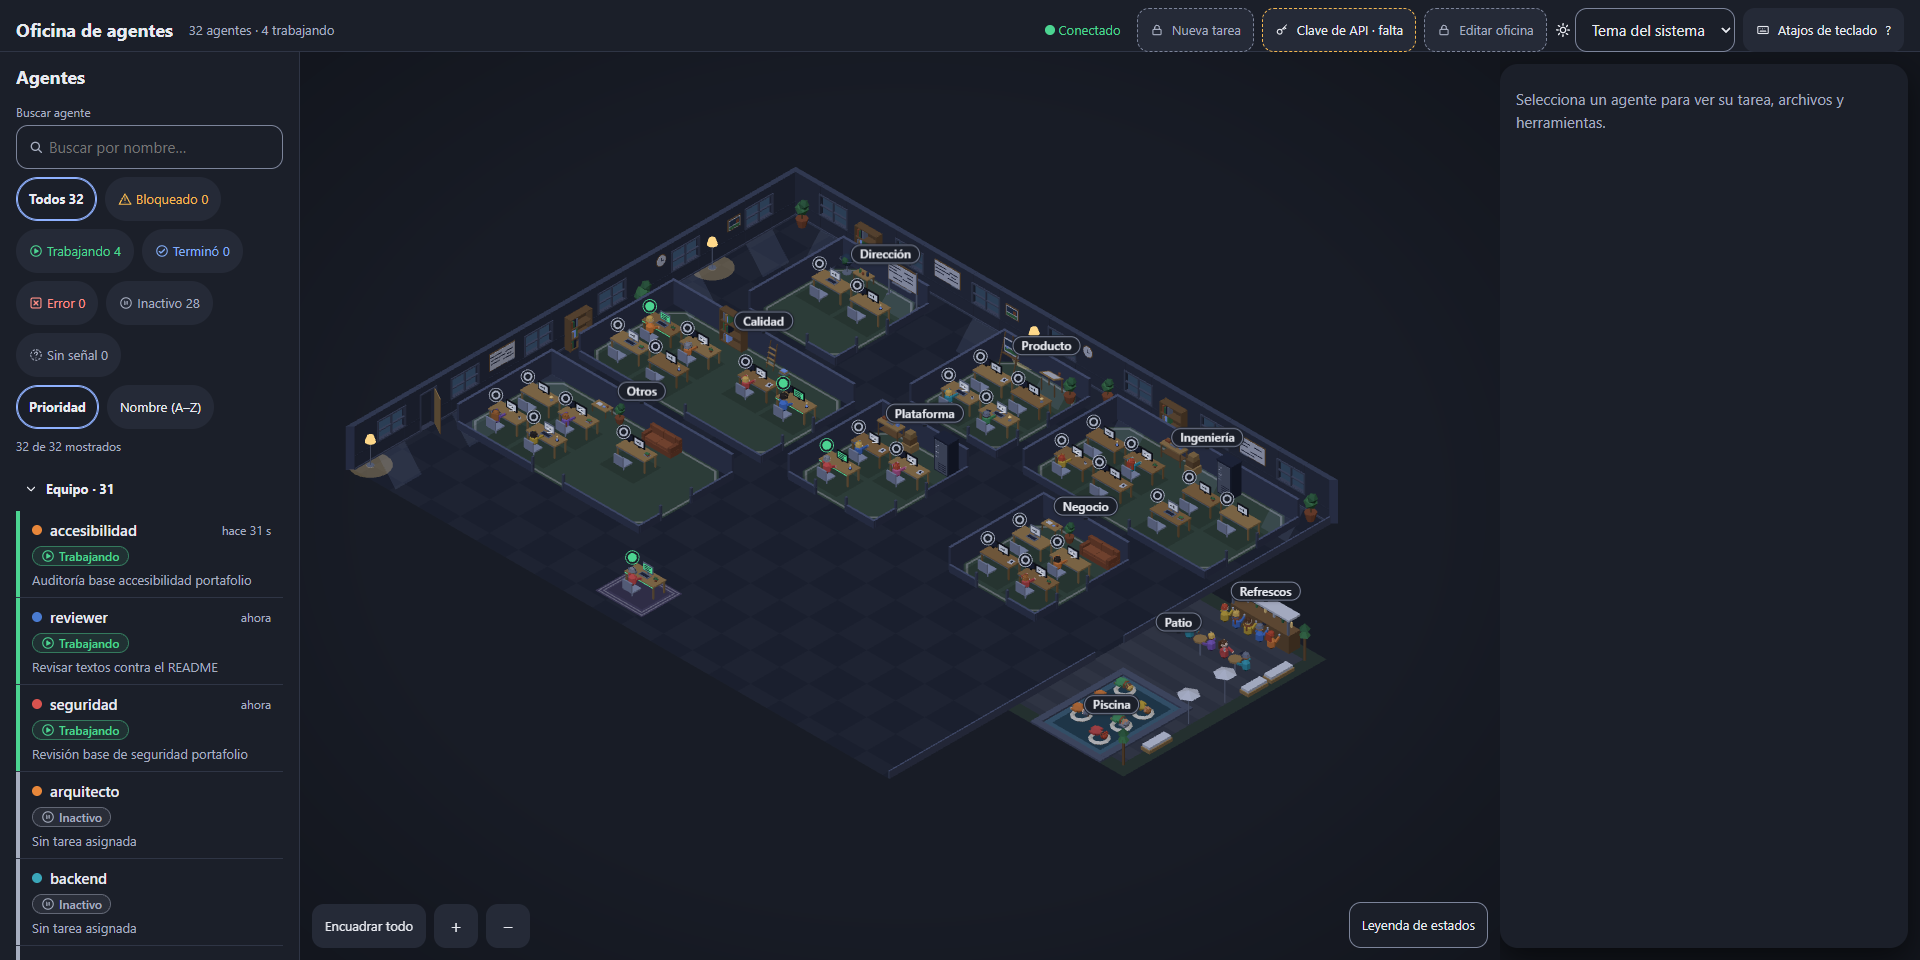 Oficina de agentes
32 agentes · 4 trabajando
Conectado
Nueva tarea
Clave de API · falta
Editar oficina
Tema del sistema
Atajos de teclado ?
Agentes
Buscar agente
Buscar por nombre...
Todos 32
Bloqueado 0
Trabajando 4
Terminó 0
Error 0
Inactivo 28
Sin señal 0
Prioridad
Nombre (A–Z)
32 de 32 mostrados
Equipo · 31
accesibilidad
hace 31 s
Trabajando
Auditoría base accesibilidad portafolio
reviewer
ahora
Trabajando
Revisar textos contra el README
seguridad
ahora
Trabajando
Revisión base de seguridad portafolio
arquitecto
Inactivo
Sin tarea asignada
backend
Inactivo
Sin tarea asignada
Dirección
Calidad
Producto
Otros
Plataforma
Ingeniería
Negocio
Refrescos
Patio
Piscina
Encuadrar todo
+
−
Leyenda de estados
Selecciona un agente para ver su tarea, archivos y
herramientas.